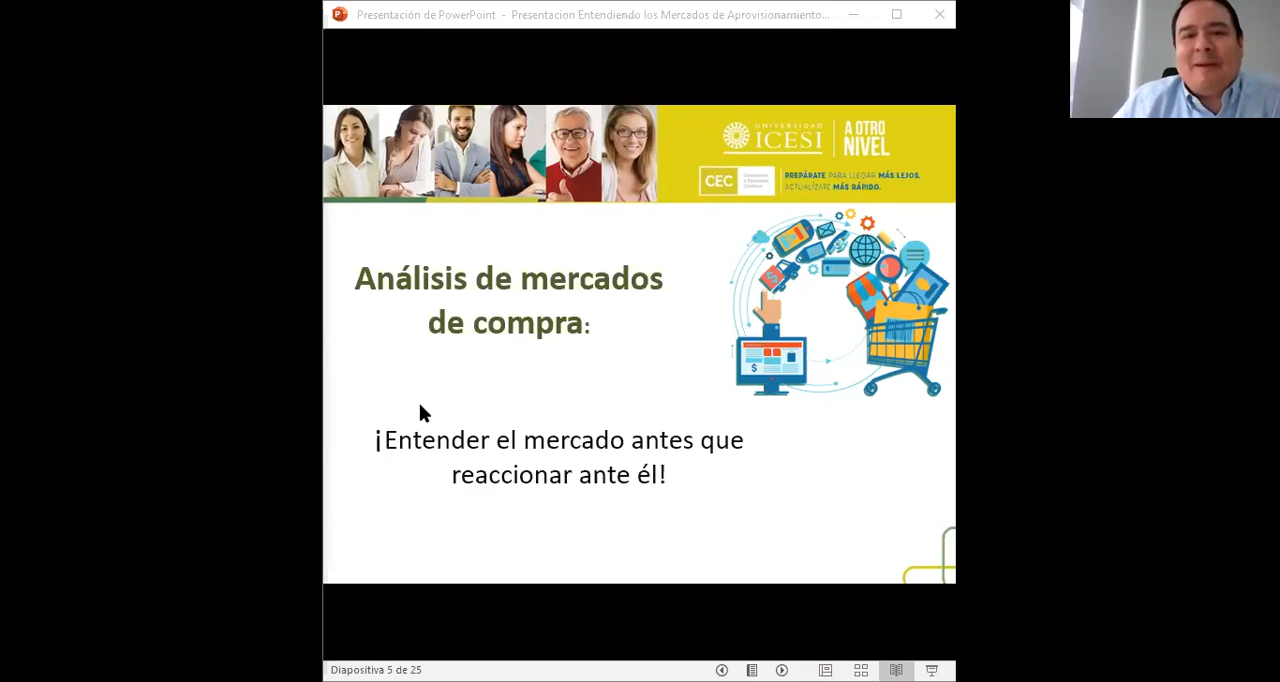 Presentación de PowerPoint - Presentacion Entendiendo los Mercados de Aprovisionamiento...
UNIVERSIDAD
ICESI
A OTRO
NIVEL
CEC
PREPÁRATE PARA LLEGAR MÁS LEJOS.
ACTUALÍZATE MÁS RÁPIDO.
Análisis de mercados
de compra:
¡Entender el mercado antes que
reaccionar ante él!
Diapositiva 5 de 25